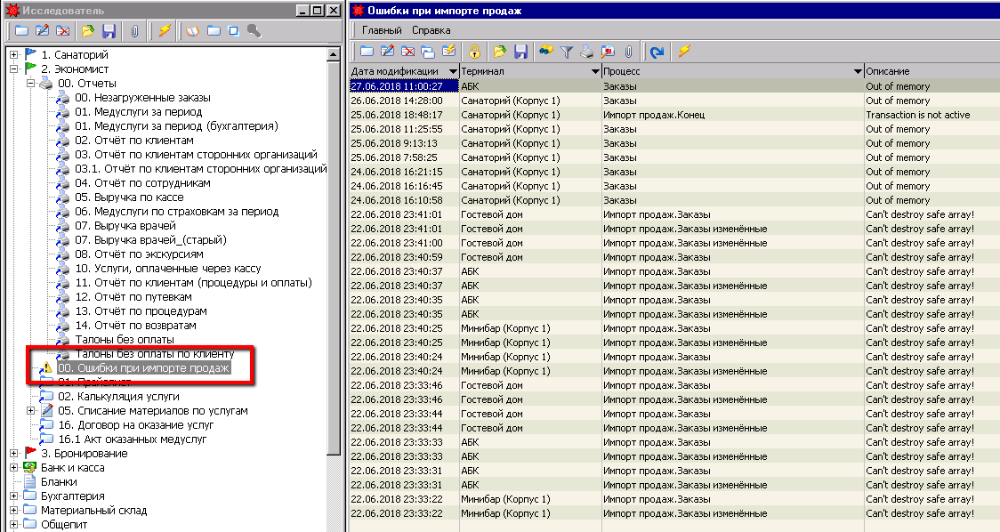 Исследователь
1. Санаторий
2. Экономист
00. Отчеты
00. Незагруженные заказы
01. Медуслуги за период
01. Медуслуги за период (бухгалтерия)
02. Отчёт по клиентам
03. Отчёт по клиентам сторонних организаций
03.1. Отчёт по клиентам сторонних организаций
04. Отчёт по сотрудникам
05. Выручка по кассе
06. Медуслуги по страховкам за период
07. Выручка врачей
07. Выручка врачей_(старый)
08. Отчёт по экскурсиям
10. Услуги, оплаченные через кассу
11. Отчёт по клиентам (процедуры и оплаты)
12. Отчёт по путевкам
13. Отчёт по процедурам
14. Отчёт по возвратам
Талоны без оплаты
Талоны без оплаты по клиенту
00. Ошибки при импорте продаж
01. Прейскант
02. Калькуляция услуги
05. Списание материалов по услугам
16. Договор на оказание услуг
16.1 Акт оказанных медуслуг
3. Бронирование
Банк и касса
Бланки
Бухгалтерия
Материальный склад
Общепит
Ошибки при импорте продаж
Главный Справка
Дата модификации Терминал Процесс Описание
27.06.2018 11:00:27 АБК Заказы Out of memory
26.06.2018 14:28:00 Санаторий (Корпус 1) Заказы Out of memory
25.06.2018 18:48:17 Санаторий (Корпус 1) Импорт продаж.Конец Transaction is not active
25.06.2018 11:25:55 Санаторий (Корпус 1) Заказы Out of memory
25.06.2018 9:13:13 Санаторий (Корпус 1) Заказы Out of memory
25.06.2018 7:58:25 Санаторий (Корпус 1) Заказы Out of memory
24.06.2018 16:21:15 Санаторий (Корпус 1) Заказы Out of memory
24.06.2018 16:16:45 Санаторий (Корпус 1) Заказы Out of memory
24.06.2018 16:10:58 Санаторий (Корпус 1) Заказы Out of memory
22.06.2018 23:41:01 Гостевой дом Импорт продаж.Заказы Can't destroy safe array!
22.06.2018 23:41:01 Гостевой дом Импорт продаж.Заказы изменённые Can't destroy safe array!
22.06.2018 23:41:00 Гостевой дом Импорт продаж.Заказы изменённые Can't destroy safe array!
22.06.2018 23:40:59 Гостевой дом Импорт продаж.Заказы Can't destroy safe array!
22.06.2018 23:40:37 АБК Импорт продаж.Заказы Can't destroy safe array!
22.06.2018 23:40:37 АБК Импорт продаж.Заказы изменённые Can't destroy safe array!
22.06.2018 23:40:35 АБК Импорт продаж.Заказы Can't destroy safe array!
22.06.2018 23:40:35 АБК Импорт продаж.Заказы изменённые Can't destroy safe array!
22.06.2018 23:40:25 Минибар (Корпус 1) Импорт продаж.Заказы Can't destroy safe array!
22.06.2018 23:40:25 Минибар (Корпус 1) Импорт продаж.Заказы изменённые Can't destroy safe array!
22.06.2018 23:40:24 Минибар (Корпус 1) Импорт продаж.Заказы Can't destroy safe array!
22.06.2018 23:40:24 Минибар (Корпус 1) Импорт продаж.Заказы изменённые Can't destroy safe array!
22.06.2018 23:33:46 Гостевой дом Импорт продаж.Заказы Can't destroy safe array!
22.06.2018 23:33:46 Гостевой дом Импорт продаж.Заказы изменённые Can't destroy safe array!
22.06.2018 23:33:44 Гостевой дом Импорт продаж.Заказы Can't destroy safe array!
22.06.2018 23:33:44 Гостевой дом Импорт продаж.Заказы изменённые Can't destroy safe array!
22.06.2018 23:33:33 АБК Импорт продаж.Заказы Can't destroy safe array!
22.06.2018 23:33:33 АБК Импорт продаж.Заказы изменённые Can't destroy safe array!
22.06.2018 23:33:31 АБК Импорт продаж.Заказы Can't destroy safe array!
22.06.2018 23:33:31 АБК Импорт продаж.Заказы изменённые Can't destroy safe array!
22.06.2018 23:33:22 Минибар (Корпус 1) Импорт продаж.Заказы Can't destroy safe array!
22.06.2018 23:33:22 Минибар (Корпус 1) Импорт продаж.Заказы изменённые Can't destroy safe array!